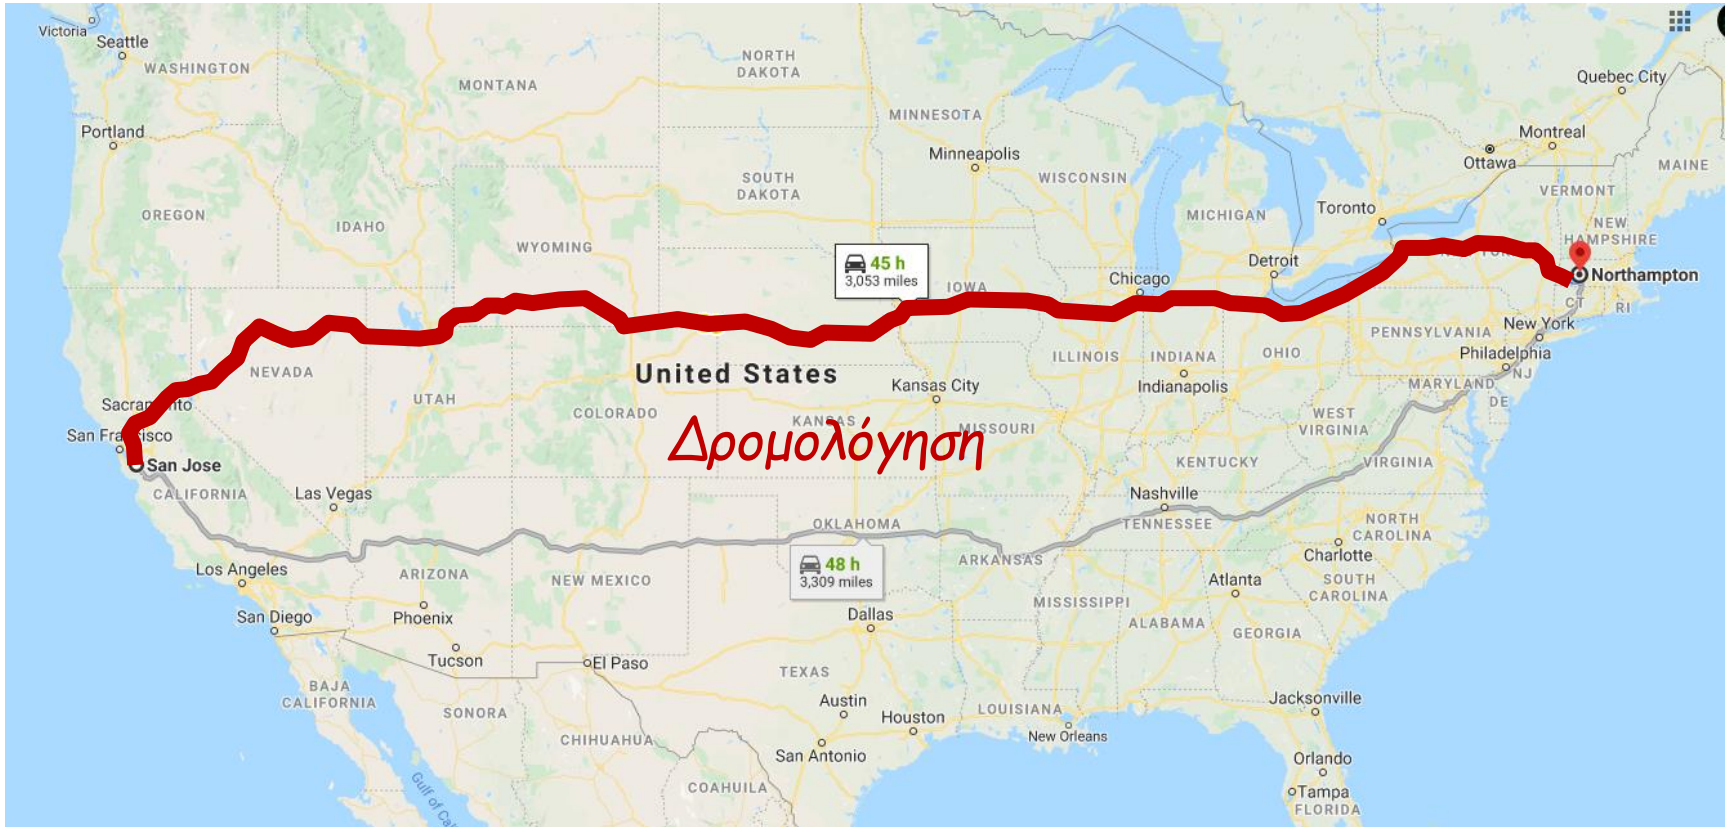 Victoria
Seattle
WASHINGTON
MONTANA
NORTH
DAKOTA
MINNESOTA
Quebec City
Portland
Montreal
Ottawa
MAINE
Minneapolis
WISCONSIN
SOUTH
DAKOTA
VERMONT
OREGON
IDAHO
WYOMING
MICHIGAN
Toronto
NEW
HAMPSHIRE
45 h
3,053 miles
Detroit
Chicago
IOWA
Northampton
CT
RI
NEVADA
UTAH
COLORADO
United States
ILLINOIS
INDIANA
OHIO
PENNSYLVANIA
New York
Philadelphia
Kansas City
Indianapolis
MARYLAND
NJ
DE
Sacramento
San Francisco
San Jose
CALIFORNIA
KANSAS
MISSOURI
Δρομολόγηση
WEST
VIRGINIA
KENTUCKY
VIRGINIA
Las Vegas
Nashville
TENNESSEE
OKLAHOMA
NORTH
CAROLINA
Charlotte
48 h
3,309 miles
Los Angeles
ARIZONA
NEW MEXICO
ARKANSAS
Atlanta
SOUTH
CAROLINA
San Diego
Phoenix
Dallas
MISSISSIPPI
ALABAMA
GEORGIA
Tucson
El Paso
TEXAS
BAJA
CALIFORNIA
SONORA
Austin
Houston
LOUISIANA
Jacksonville
New Orleans
CHIHUAHUA
San Antonio
COAHUILA
Orlando
Tampa
FLORIDA
Gulf of